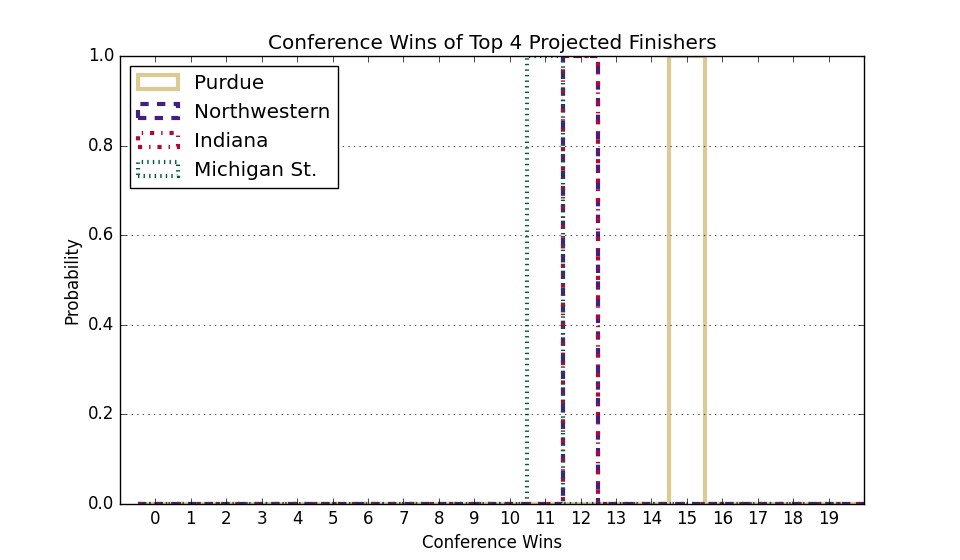 Conference Wins of Top 4 Projected Finishers
1.0
0.8
0.6
0.4
0.2
0.0
Probability
Purdue
Northwestern
Indiana
Michigan St.
0 1 2 3 4 5 6 7 8 9 10 11 12 13 14 15 16 17 18 19
Conference Wins